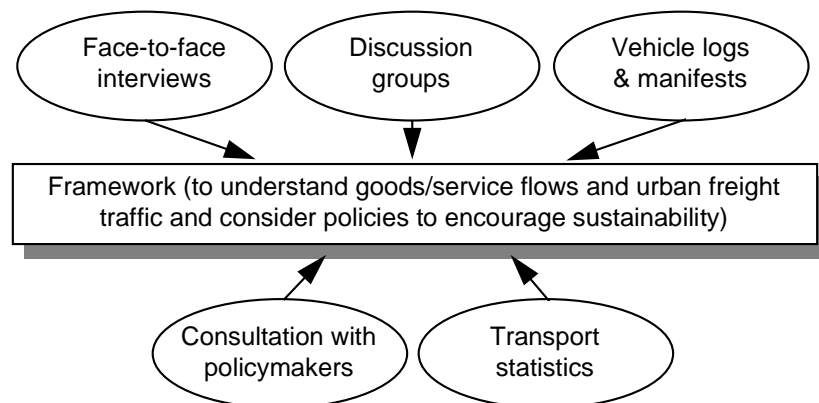 Face-to-face
interviews
Discussion
groups
Vehicle logs
& manifests
Framework (to understand goods/service flows and urban freight
traffic and consider policies to encourage sustainability)
Consultation with
policymakers
Transport
statistics